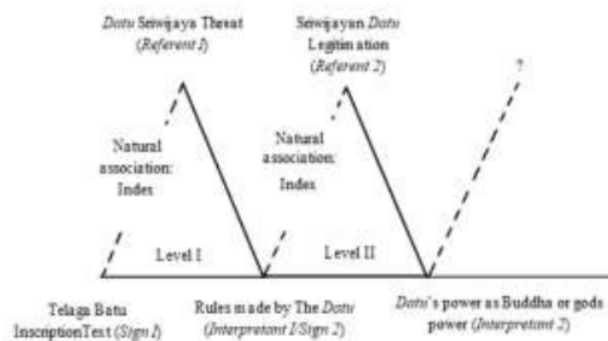 Datu Sriwijaya Threat
(Referent 1)
Sriwijayan Datu
Legitimation
(Referent 2)
?
Natural
association:
Index
Natural
association:
Index
Level I
Level II
Telaga Batu
InscriptionText (Sign 1)
Rules made by The Datu
(Interpretant 1/Sign 2)
Datu's power as Buddha or gods
power (Interpretant 2)